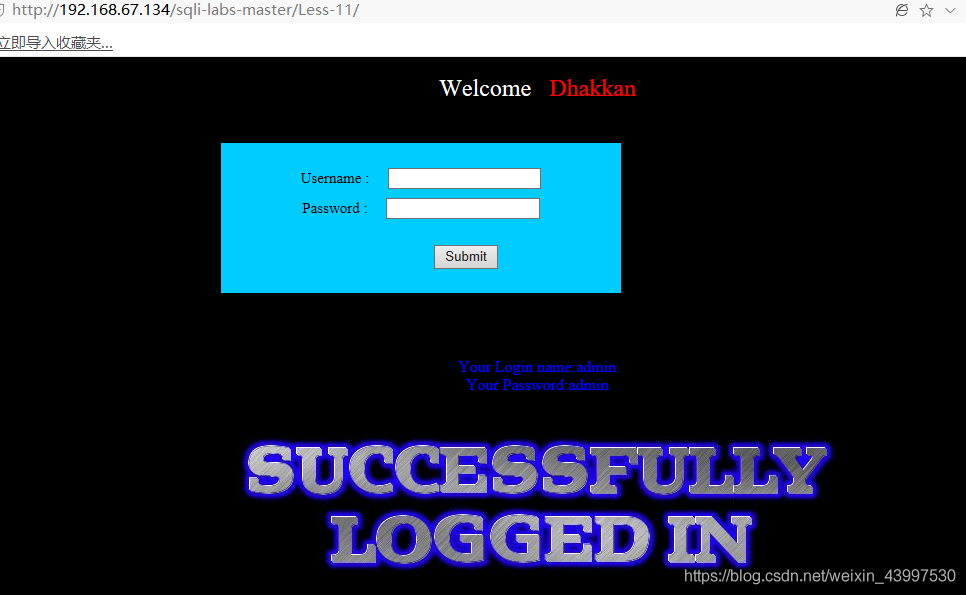 http://192.168.67.134/sqli-labs-master/Less-11/
立即导入收藏夹...
Welcome Dhakkan
Username :
Password :
Submit
Your Login name:admin
Your Password:admin
SUCCESSFULLY
LOGGED IN
https://blog.csdn.net/weixin_43997530